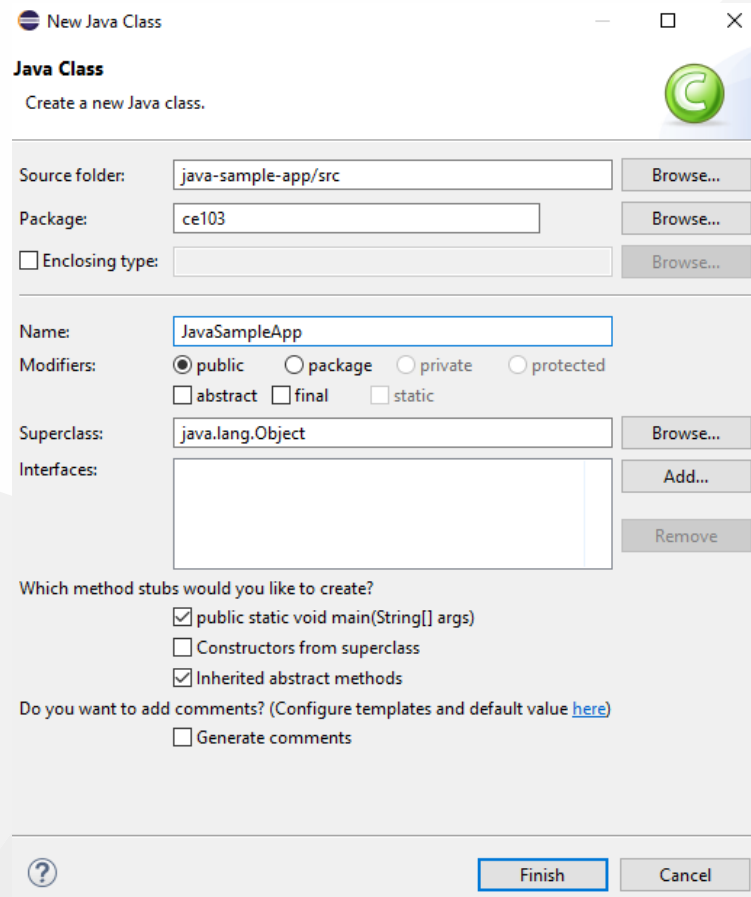 New Java Class
Java Class
Create a new Java class.
Source folder: java-sample-app/src Browse...
Package: ce103 Browse...
Enclosing type: Browse...
Name: JavaSampleApp
Modifiers: public package private protected
abstract final static
Superclass: java.lang.Object Browse...
Interfaces: Add...
Remove
Which method stubs would you like to create?
public static void main(String[] args)
Constructors from superclass
Inherited abstract methods
Do you want to add comments? (Configure templates and default value here)
Generate comments
? Finish Cancel